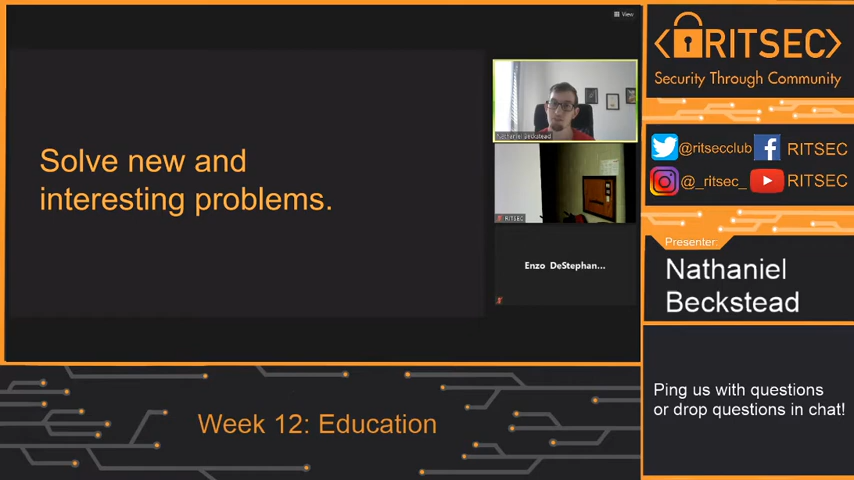 View
Solve new and
interesting problems.
Nathaniel Beckstead
RITSEC
Enzo DeStephan...
<RITSEC>
Security Through Community
@ritsecclub
RITSEC
@_ritsec_
RITSEC
Presenter:
Nathaniel
Beckstead
Ping us with questions
or drop questions in chat!
Week 12: Education